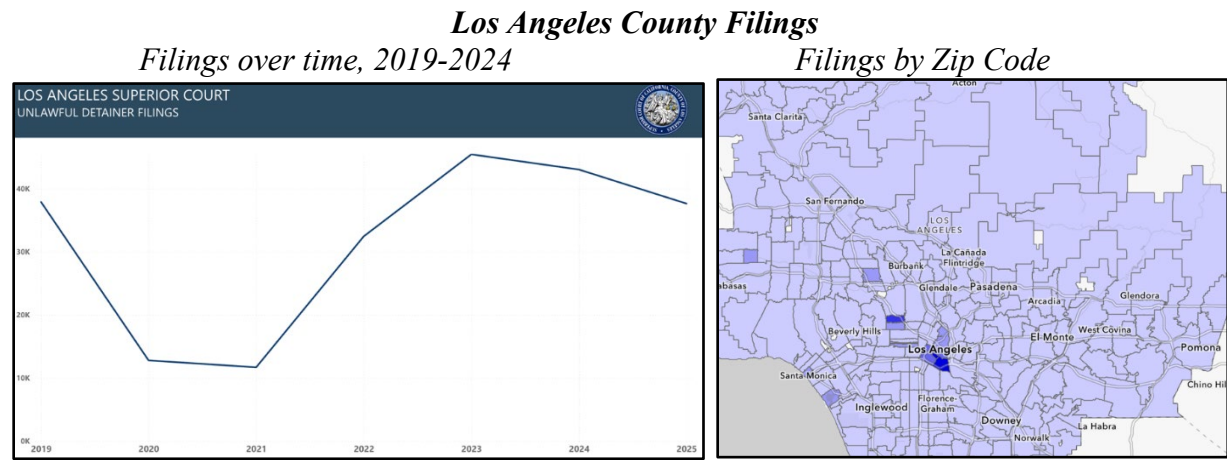 Los Angeles County Filings
Filings over time, 2019-2024
Filings by Zip Code
LOS ANGELES SUPERIOR COURT
UNLAWFUL DETAINER FILINGS
40K
30K
20K
10K
0K
2019 2020 2021 2022 2023 2024 2025
Acton
Santa Clarita
San Fernando
LOS
ANGELES
La Cañada
Flintridge
Burbank
abasas
Glendale
Pasadena
Arcadia
Glendora
Beverly Hills
El Monte
West Covina
Los Angeles
Pomona
Santa Monica
Chino Hil
Inglewood
Florence-
Graham
Downey
La Habra
Norwalk